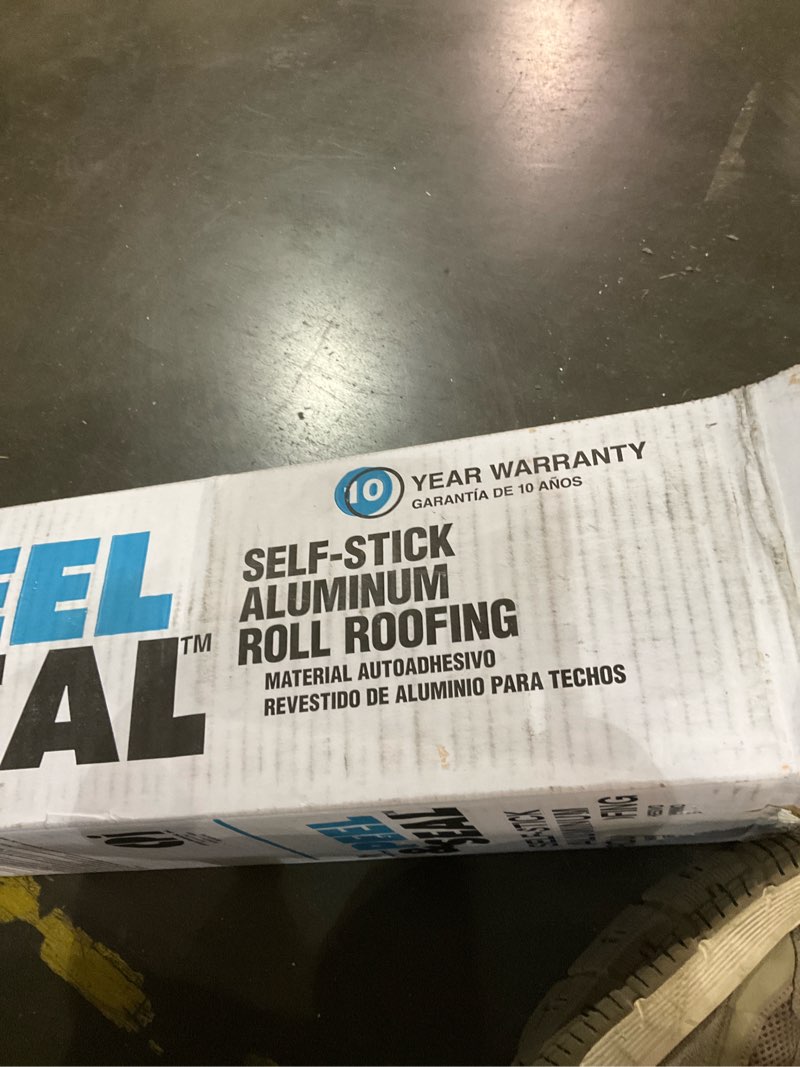 10 YEAR WARRANTY
GARANTÍA DE 10 AÑOS
EEL
EAL™
SELF-STICK
ALUMINUM
ROLL ROOFING
MATERIAL AUTOADHESIVO
REVESTIDO DE ALUMINIO PARA TECHOS